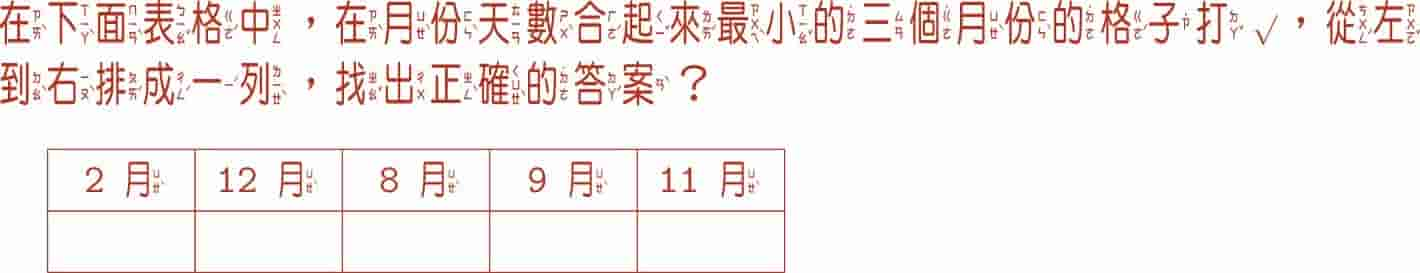 在下面表格中，在月份天數合起來最小的三個月份的格子打√，從左
到右排成一列，找出正確的答案？
2 月 12 月 8 月 9 月 11 月